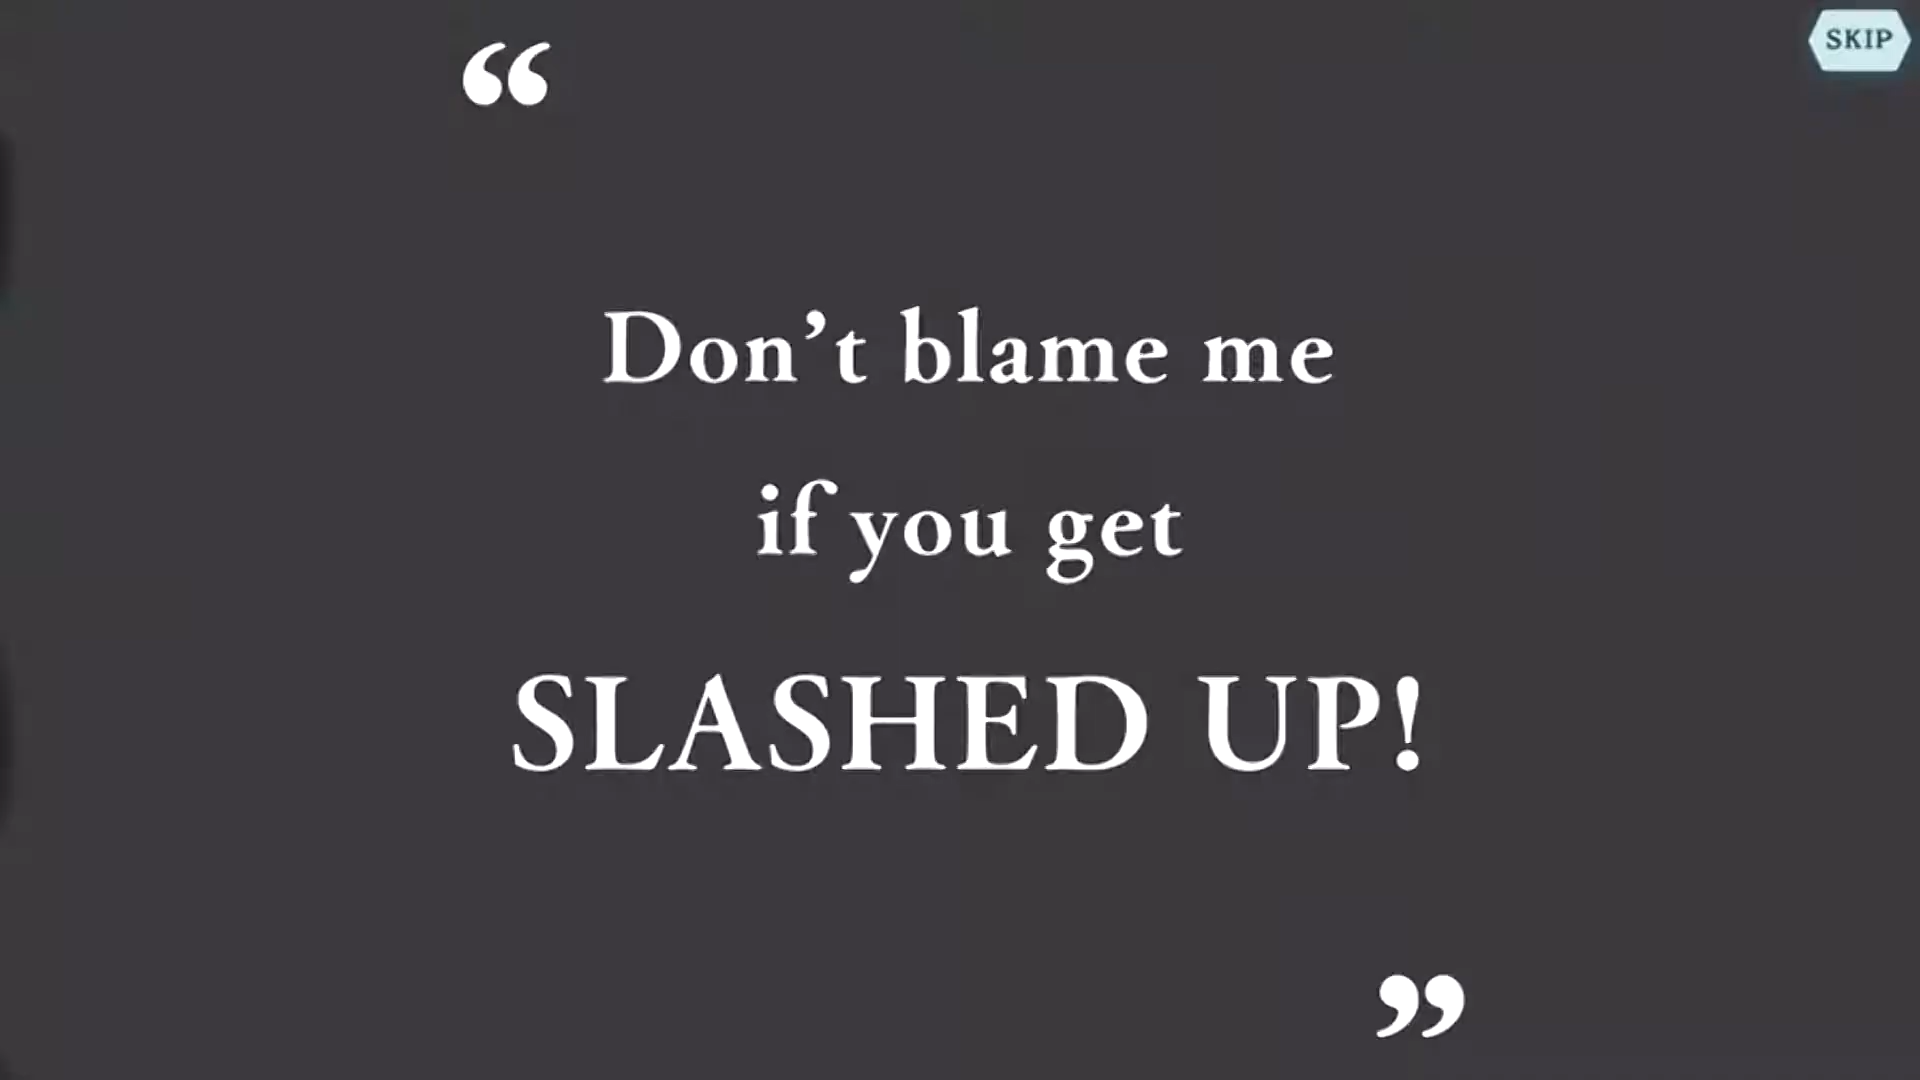 SKIP
“
Don’t blame me
if you get
SLASHED UP!
”